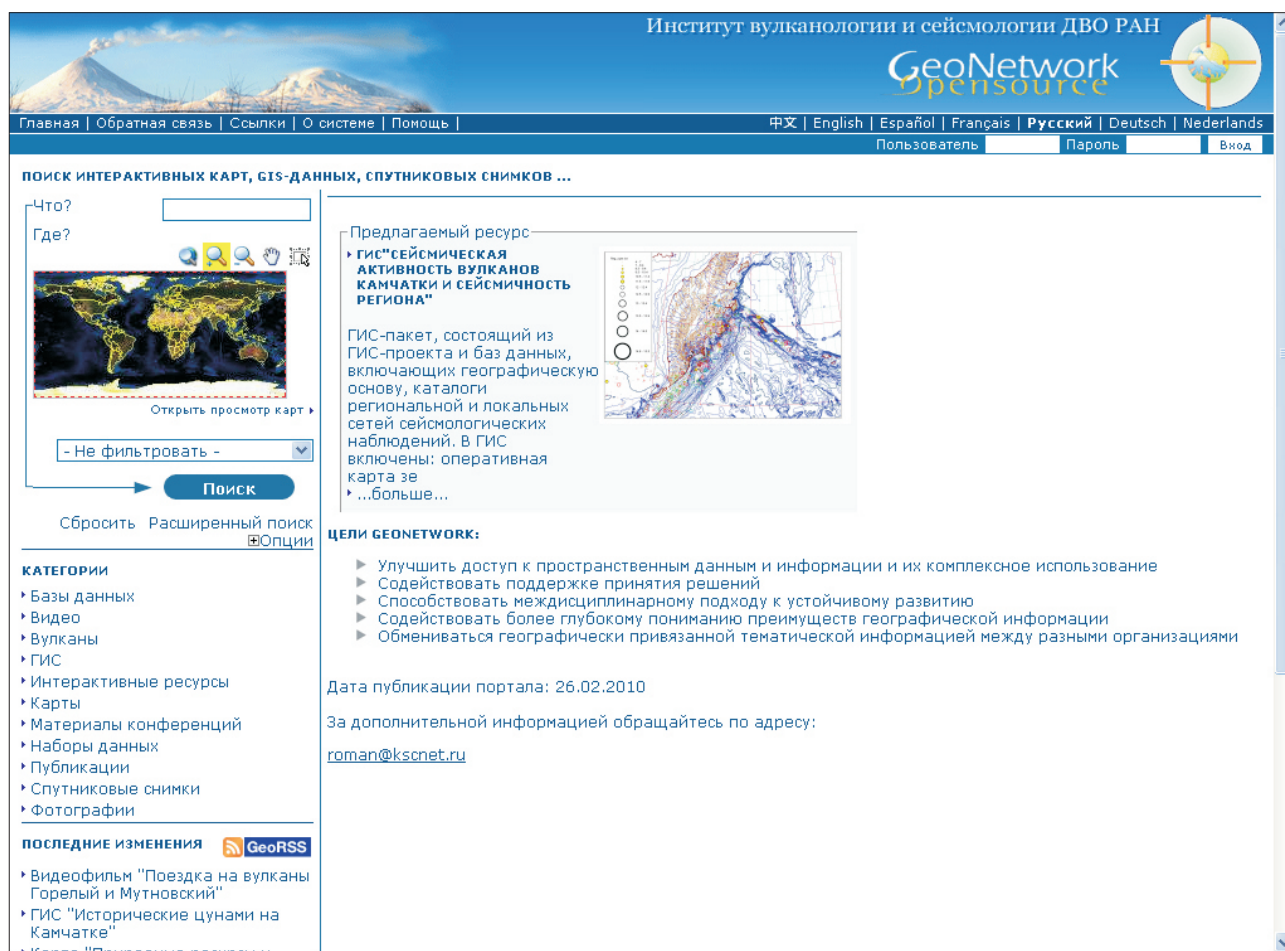 Институт вулканологии и сейсмологии ДВО РАН
GeoNetwork
Opensource
Главная | Обратная связь | Ссылки | О системе | Помощь |
中文 | English | Español | Français | Русский | Deutsch | Nederlands
Пользователь Пароль Вход
ПОИСК ИНТЕРАКТИВНЫХ КАРТ, GIS-ДАННЫХ, СПУТНИКОВЫХ СНИМКОВ ...
Что?
Где?
Открыть просмотр карт
- Не фильтровать -
Поиск
Сбросить Расширенный поиск
Опции
КАТЕГОРИИ
Базы данных
Видео
Вулканы
ГИС
Интерактивные ресурсы
Карты
Материалы конференций
Наборы данных
Публикации
Спутниковые снимки
Фотографии
ПОСЛЕДНИЕ ИЗМЕНЕНИЯ GeoRSS
Видеофильм "Поездка на вулканы
Горелый и Мутновский"
ГИС "Исторические цунами на
Камчатке"
Предлагаемый ресурс
ГИС"СЕЙСМИЧЕСКАЯ
АКТИВНОСТЬ ВУЛКАНОВ
КАМЧАТКИ И СЕЙСМИЧНОСТЬ
РЕГИОНА"
ГИС-пакет, состоящий из
ГИС-проекта и баз данных,
включающих географическую
основу, каталоги
региональной и локальных
сетей сейсмологических
наблюдений. В ГИС
включены: оперативная
карта зе
...больше...
ЦЕЛИ GEONETWORK:
Улучшить доступ к пространственным данным и информации и их комплексное использование
Содействовать поддержке принятия решений
Способствовать междисциплинарному подходу к устойчивому развитию
Содействовать более глубокому пониманию преимуществ географической информации
Обмениваться географически привязанной тематической информацией между разными организациями
Дата публикации портала: 26.02.2010
За дополнительной информацией обращайтесь по адресу:
roman@kscnet.ru